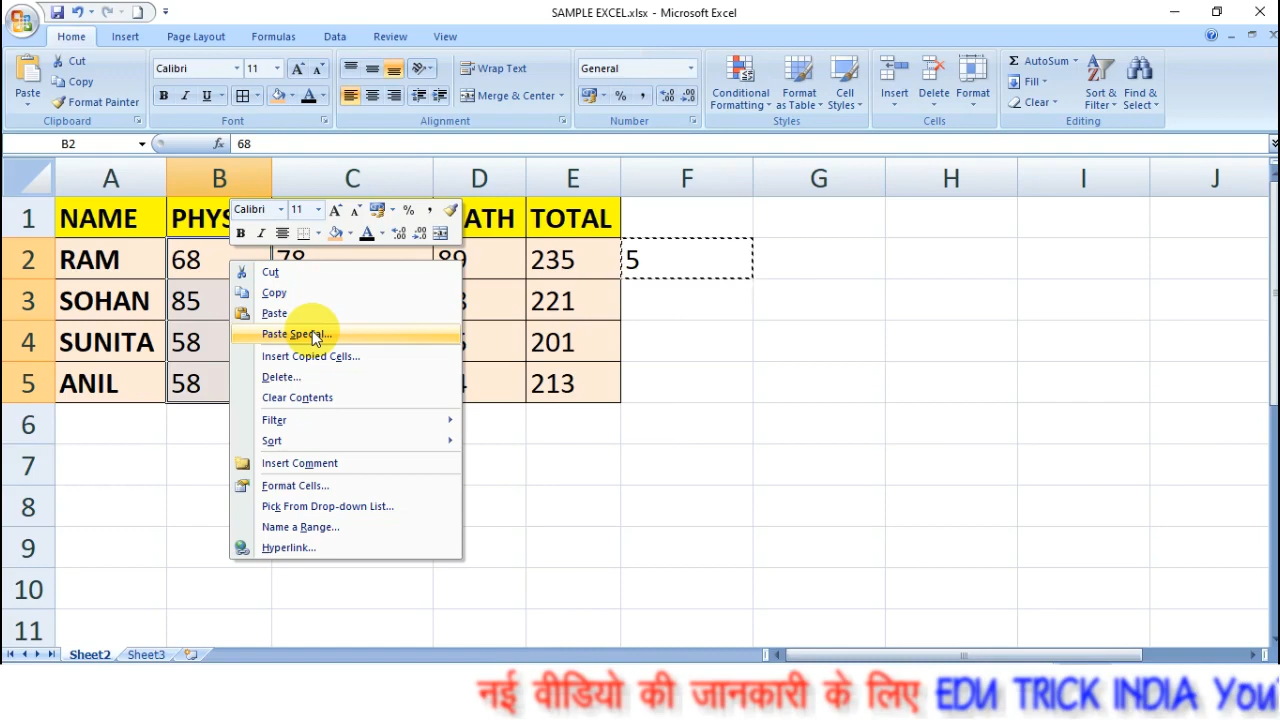 SAMPLE EXCEL.xlsx - Microsoft Excel
Home Insert Page Layout Formulas Data Review View
Paste Cut Copy Format Painter
Clipboard
Calibri 11
B I U A
Font
Wrap Text
Merge & Center
Alignment
General
%
Number
Conditional Formatting Format as Table Cell Styles
Styles
Insert Delete Format
Cells
Σ AutoSum Fill Clear
Sort & Filter Find & Select
Editing
B2 fx 68
A B C D E F G H I J
1 NAME PHYS ATH TOTAL
2 RAM 68 78 89 235 5
3 SOHAN 85 221
4 SUNITA 58 201
5 ANIL 58 213
6
7
8
9
10
11
Calibri 11 A A % ,
B I A
Cut
Copy
Paste
Paste Special...
Insert Copied Cells...
Delete...
Clear Contents
Filter
Sort
Insert Comment
Format Cells...
Pick From Drop-down List...
Name a Range...
Hyperlink...
Sheet2 Sheet3
नई वीडियो की जानकारी के लिए EDU TRICK INDIA You